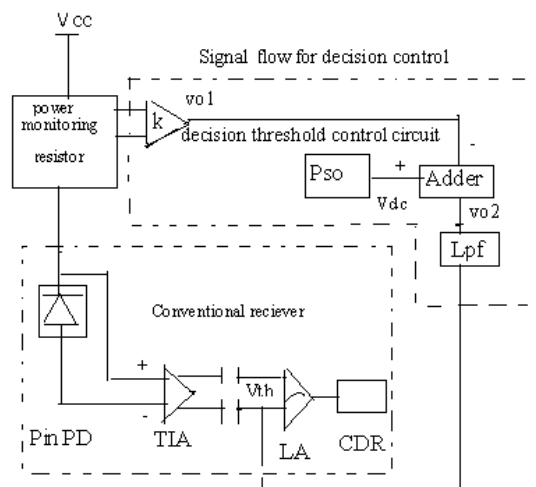 Vcc
Signal flow for decision control
power
monitoring
resistor
k
vo1
decision threshold control circuit
Pso
+
-
Adder
Vdc
vo2
Lpf
Conventional reciever
+
-
Vth
Pin PD
TIA
LA
CDR